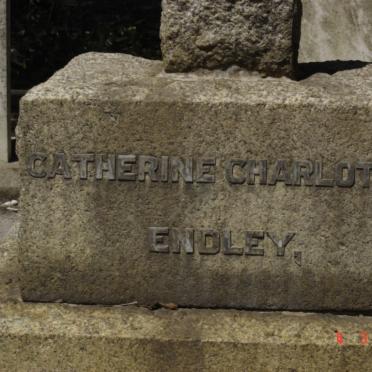 CATHERINE CHARLOT
ENDLEY,